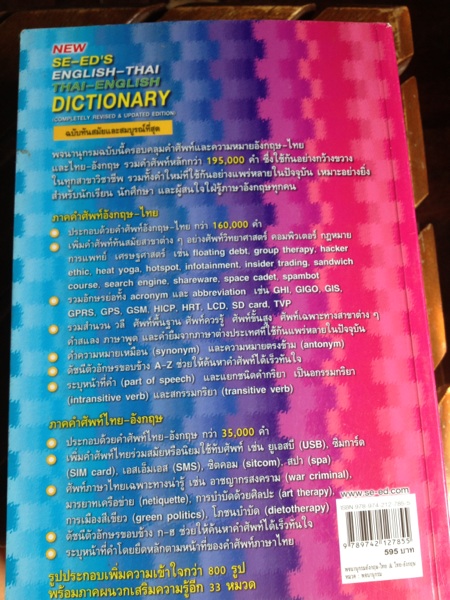 NEW
SE-ED'S
ENGLISH-THAI
THAI-ENGLISH
DICTIONARY
(COMPLETELY REVISED & UPDATED EDITION)
ฉบับทันสมัยและสมบูรณ์ที่สุด
พจนานุกรมฉบับนี้ครอบคลุมคำศัพท์และความหมายอังกฤษ-ไทย
และไทย-อังกฤษ รวมคำศัพท์หลักกว่า 195,000 คำ ซึ่งใช้กันอย่างกว้างขวาง
ในทุกสาขาวิชาชีพ รวมทั้งคำใหม่ที่ใช้กันอย่างแพร่หลายในปัจจุบัน เหมาะอย่างยิ่ง
สำหรับนักเรียน นักศึกษา และผู้สนใจใฝ่รู้ภาษาอังกฤษทุกคน
ภาคคำศัพท์อังกฤษ-ไทย
ประกอบด้วยคำศัพท์อังกฤษ-ไทย กว่า 160,000 คำ
เพิ่มคำศัพท์ทันสมัยสาขาต่าง ๆ อย่างศัพท์วิทยาศาสตร์ คอมพิวเตอร์ กฎหมาย
การแพทย์ เศรษฐศาสตร์ เช่น floating debt, group therapy, hacker
ethic, heat yoga, hotspot, infotainment, insider trading, sandwich
course, search engine, shareware, space cadet, spambot
รวมอักษรย่อทั้ง acronym และ abbreviation เช่น GHI, GIGO, GIS,
GPRS, GPS, GSM, HICP, HRT, LCD, SD card, TVP
รวมสำนวน วลี ศัพท์พื้นฐาน ศัพท์ควรรู้ ศัพท์ชั้นสูง ศัพท์เฉพาะทางสาขาต่าง ๆ
คำสแลง ภาษาพูด และคำยืมจากภาษาต่างประเทศที่ใช้กันแพร่หลายในปัจจุบัน
คำความหมายเหมือน (synonym) และความหมายตรงข้าม (antonym)
ดัชนีตัวอักษรขอบข้าง A-Z ช่วยให้ค้นหาคำศัพท์ได้เร็วทันใจ
ระบุหน้าที่คำ (part of speech) และแยกชนิดคำกริยา เป็นอกรรมกริยา
(intransitive verb) และสกรรมกริยา (transitive verb)
ภาคคำศัพท์ไทย-อังกฤษ
ประกอบด้วยคำศัพท์ไทย-อังกฤษ กว่า 35,000 คำ
เพิ่มคำศัพท์ไทยร่วมสมัยหรือนิยมใช้ทับศัพท์ เช่น ยูเอสบี (USB), ซิมการ์ด
(SIM card), เอสเอ็มเอส (SMS), ซิตคอม (sitcom), สปา (spa)
ศัพท์ภาษาไทยเฉพาะทางน่ารู้ เช่น อาชญากรสงคราม (war criminal),
มารยาทเครือข่าย (netiquette), การบำบัดด้วยศิลปะ (art therapy),
การเมืองสีเขียว (green politics), โภชนบำบัด (dietotherapy)
ดัชนีตัวอักษรขอบข้าง ก-ฮ ช่วยให้ค้นหาคำศัพท์ได้เร็วทันใจ
ระบุหน้าที่คำโดยยึดหลักตามหน้าที่ของคำศัพท์ภาษาไทย
รูปประกอบเพิ่มความเข้าใจกว่า 800 รูป
พร้อมภาคผนวกเสริมความรู้อีก 33 หมวด
www.se-ed.com
9 789742 127855
595 บาท